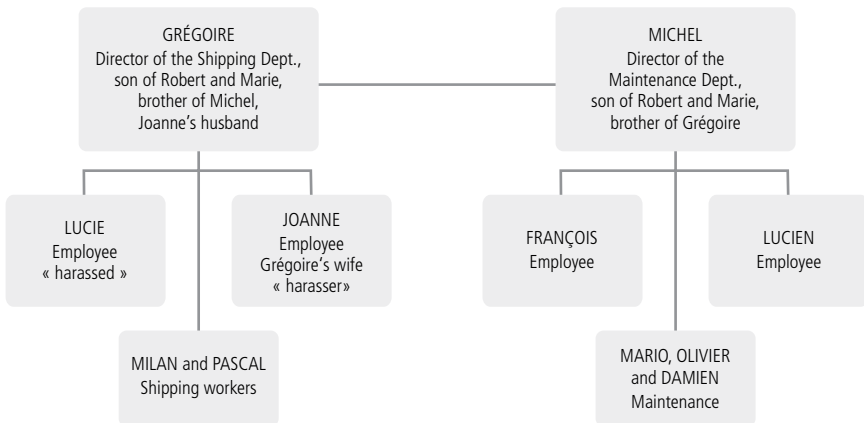 GRÉGOIRE
Director of the Shipping Dept.,
son of Robert and Marie,
brother of Michel,
Joanne's husband
MICHEL
Director of the
Maintenance Dept.,
son of Robert and Marie,
brother of Grégoire
LUCIE
Employee
« harassed »
JOANNE
Employee
Grégoire's wife
« harasser»
FRANÇOIS
Employee
LUCIEN
Employee
MILAN and PASCAL
Shipping workers
MARIO, OLIVIER
and DAMIEN
Maintenance